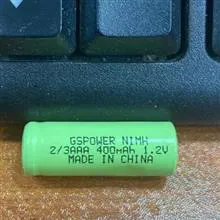 GSPOWER NIMH
2/3AAA 400mAh 1.2V
MADE IN CHINA